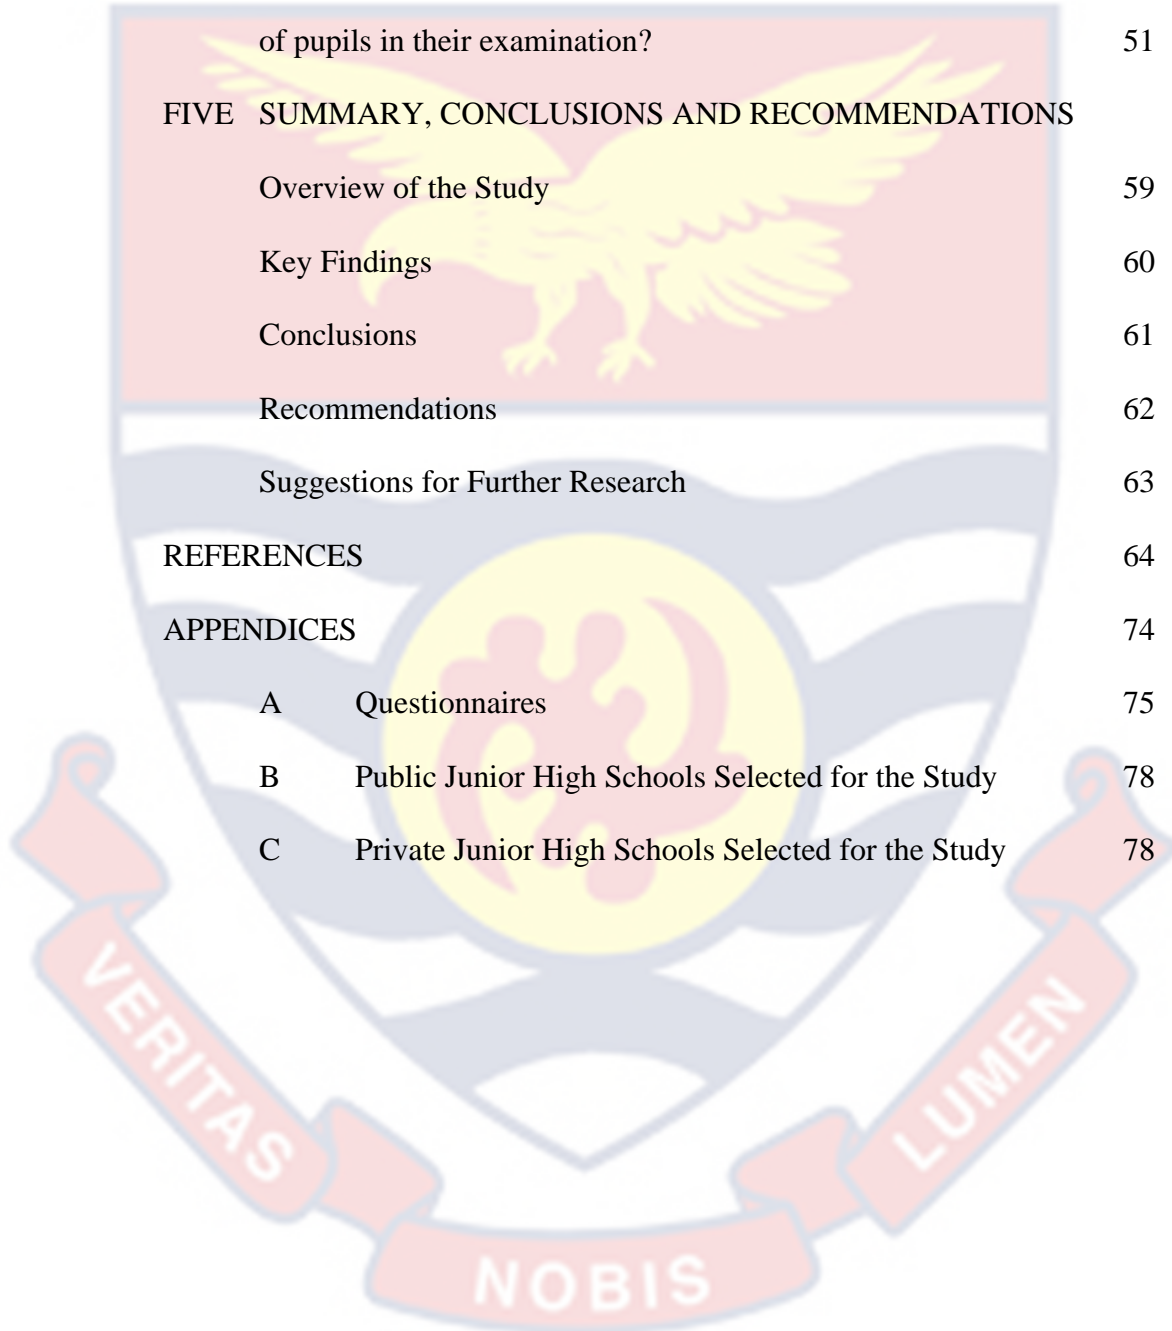 of pupils in their examination? 51
FIVE SUMMARY, CONCLUSIONS AND RECOMMENDATIONS
Overview of the Study 59
Key Findings 60
Conclusions 61
Recommendations 62
Suggestions for Further Research 63
REFERENCES 64
APPENDICES 74
A Questionnaires 75
B Public Junior High Schools Selected for the Study 78
C Private Junior High Schools Selected for the Study 78
VERITAS
NOBIS
LUMEN